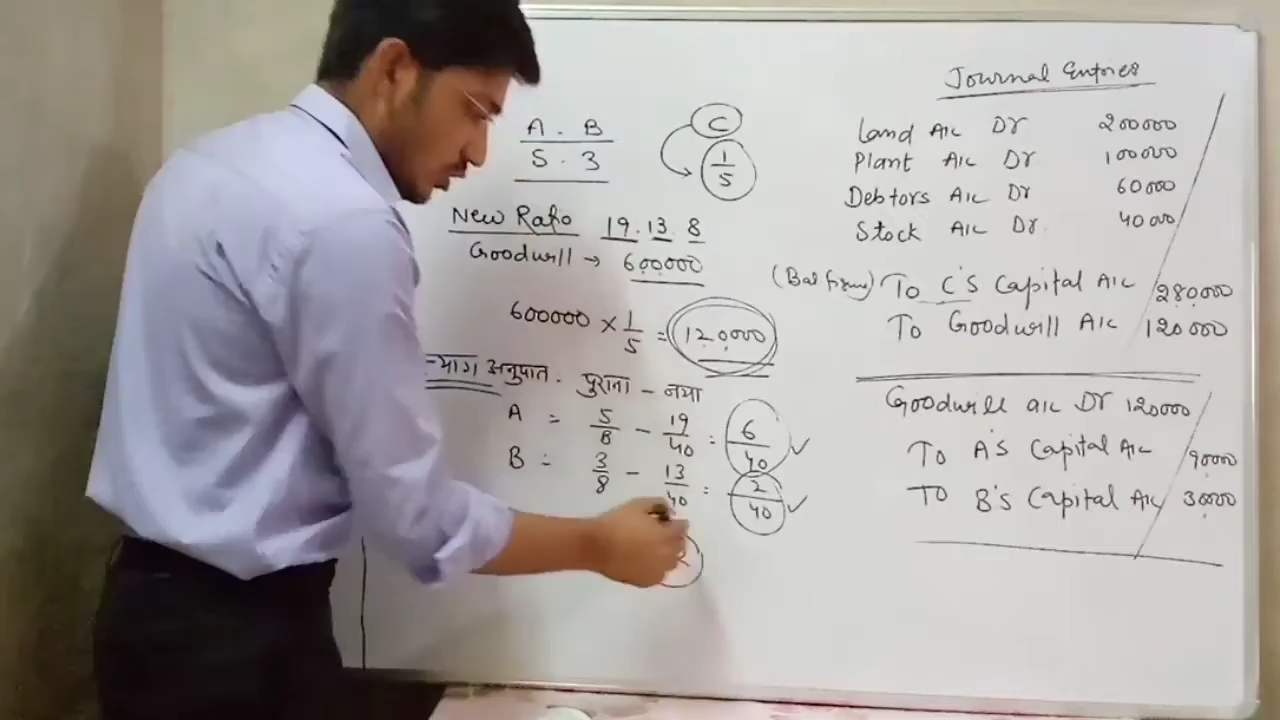 A . B
5 . 3
C
1/5
New Ratio 19 . 13 . 8
Goodwill → 600000
600000 × 1/5 = 120000
त्याग अनुपात . पुराना - नया
A = 5/8 - 19/40 = 6/40 ✓
B = 3/8 - 13/40 = 2/40 ✓
Journal Entries
Land A/c Dr 200000
Plant A/c Dr 100000
Debtors A/c Dr 60000
Stock A/c Dr. 40000
(Bal figure) To C'S Capital A/c 280,000
To Goodwill A/c 120000
Goodwill a/c Dr 120000
To A'S Capital A/c 90000
To B's Capital A/c 30000